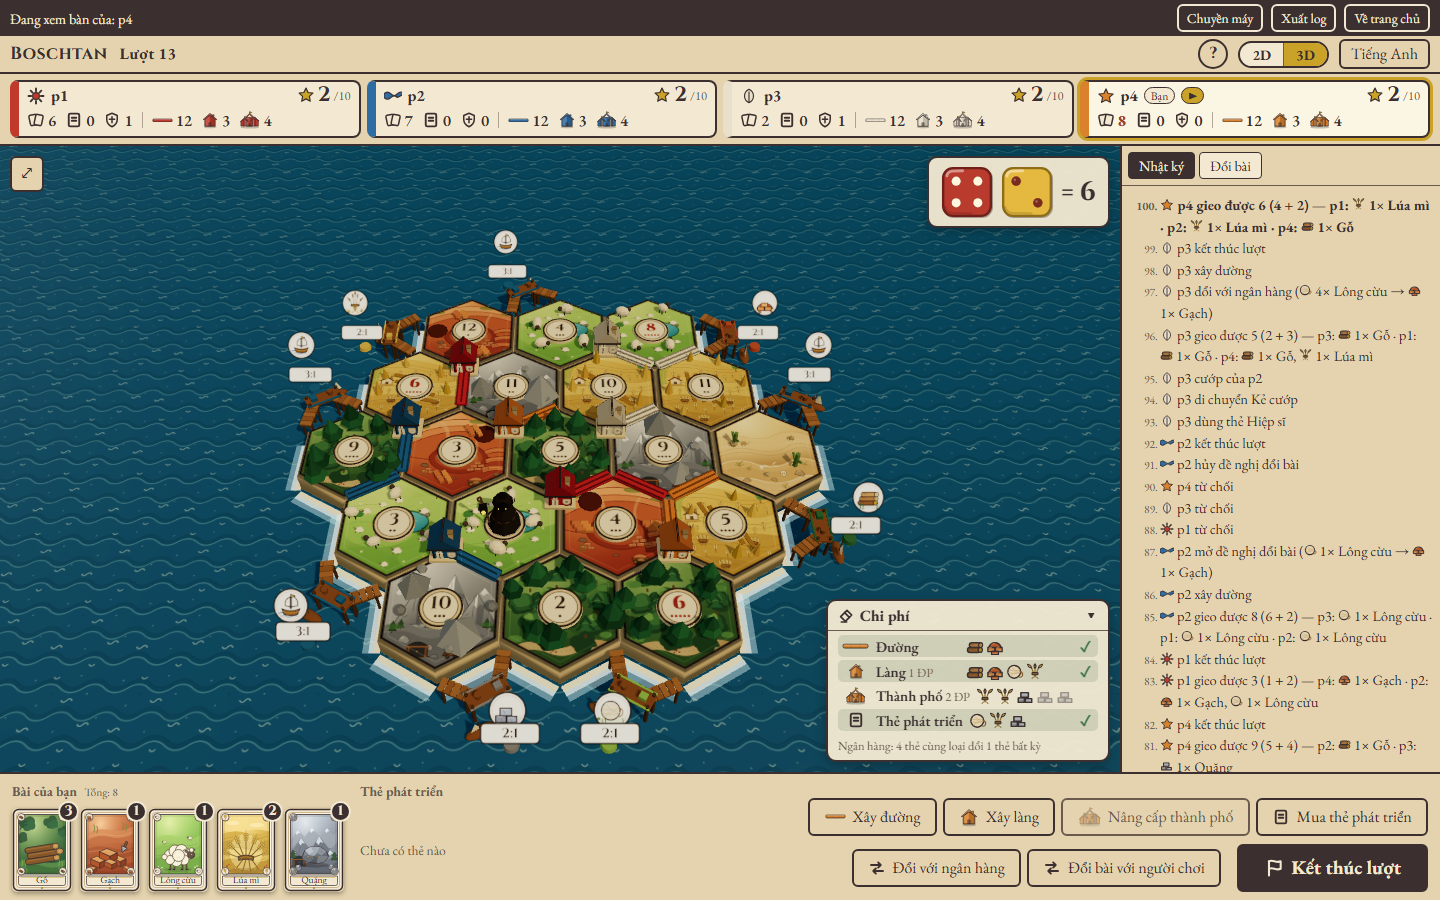 Đang xem bàn của: p4
Chuyền máy
Xuất log
Về trang chủ
BOSCHTAN Lượt 13
?
2D
3D
Tiếng Anh
p1 2 /10
6 0 1 12 3 4
p2 2 /10
7 0 0 12 3 4
p3 2 /10
2 0 1 12 3 4
p4 Bạn 2 /10
8 0 0 12 3 4
= 6
3:1
2:1
2:1
3:1
3:1
12
4
8
6
11
10
11
9
3
5
9
3
4
5
2:1
10
2
6
3:1
2:1
2:1
Chi phí
Đường
Làng 1 ĐP
Thành phố 2 ĐP
Thẻ phát triển
Ngân hàng: 4 thẻ cùng loại đổi 1 thẻ bất kỳ
Nhật ký
Đổi bài
100. p4 gieo được 6 (4 + 2) — p1: 1× Lúa mì
· p2: 1× Lúa mì · p4: 1× Gỗ
99. p3 kết thúc lượt
98. p3 xây đường
97. p3 đổi với ngân hàng (4× Lông cừu →
1× Gạch)
96. p3 gieo được 5 (2 + 3) — p3: 1× Gỗ · p1:
1× Gỗ · p4: 1× Gỗ, 1× Lúa mì
95. p3 cướp của p2
94. p3 di chuyển Kẻ cướp
93. p3 dùng thẻ Hiệp sĩ
92. p2 kết thúc lượt
91. p2 hủy đề nghị đổi bài
90. p4 từ chối
89. p3 từ chối
88. p1 từ chối
87. p2 mở đề nghị đổi bài (1× Lông cừu →
1× Gạch)
86. p2 xây đường
85. p2 gieo được 8 (6 + 2) — p3: 1× Lông cừu ·
p1: 1× Lông cừu · p2: 1× Lông cừu
84. p1 kết thúc lượt
83. p1 gieo được 3 (1 + 2) — p4: 1× Gạch · p2:
1× Gạch, 1× Lông cừu
82. p4 kết thúc lượt
81. p4 gieo được 9 (5 + 4) — p2: 1× Gỗ · p3:
1× Quặng
Bài của bạn Tổng: 8
3
1
1
2
1
Gỗ
Gạch
Lông cừu
Lúa mì
Quặng
Thẻ phát triển
Chưa có thẻ nào
Xây đường
Xây làng
Nâng cấp thành phố
Mua thẻ phát triển
Đổi với ngân hàng
Đổi bài với người chơi
Kết thúc lượt